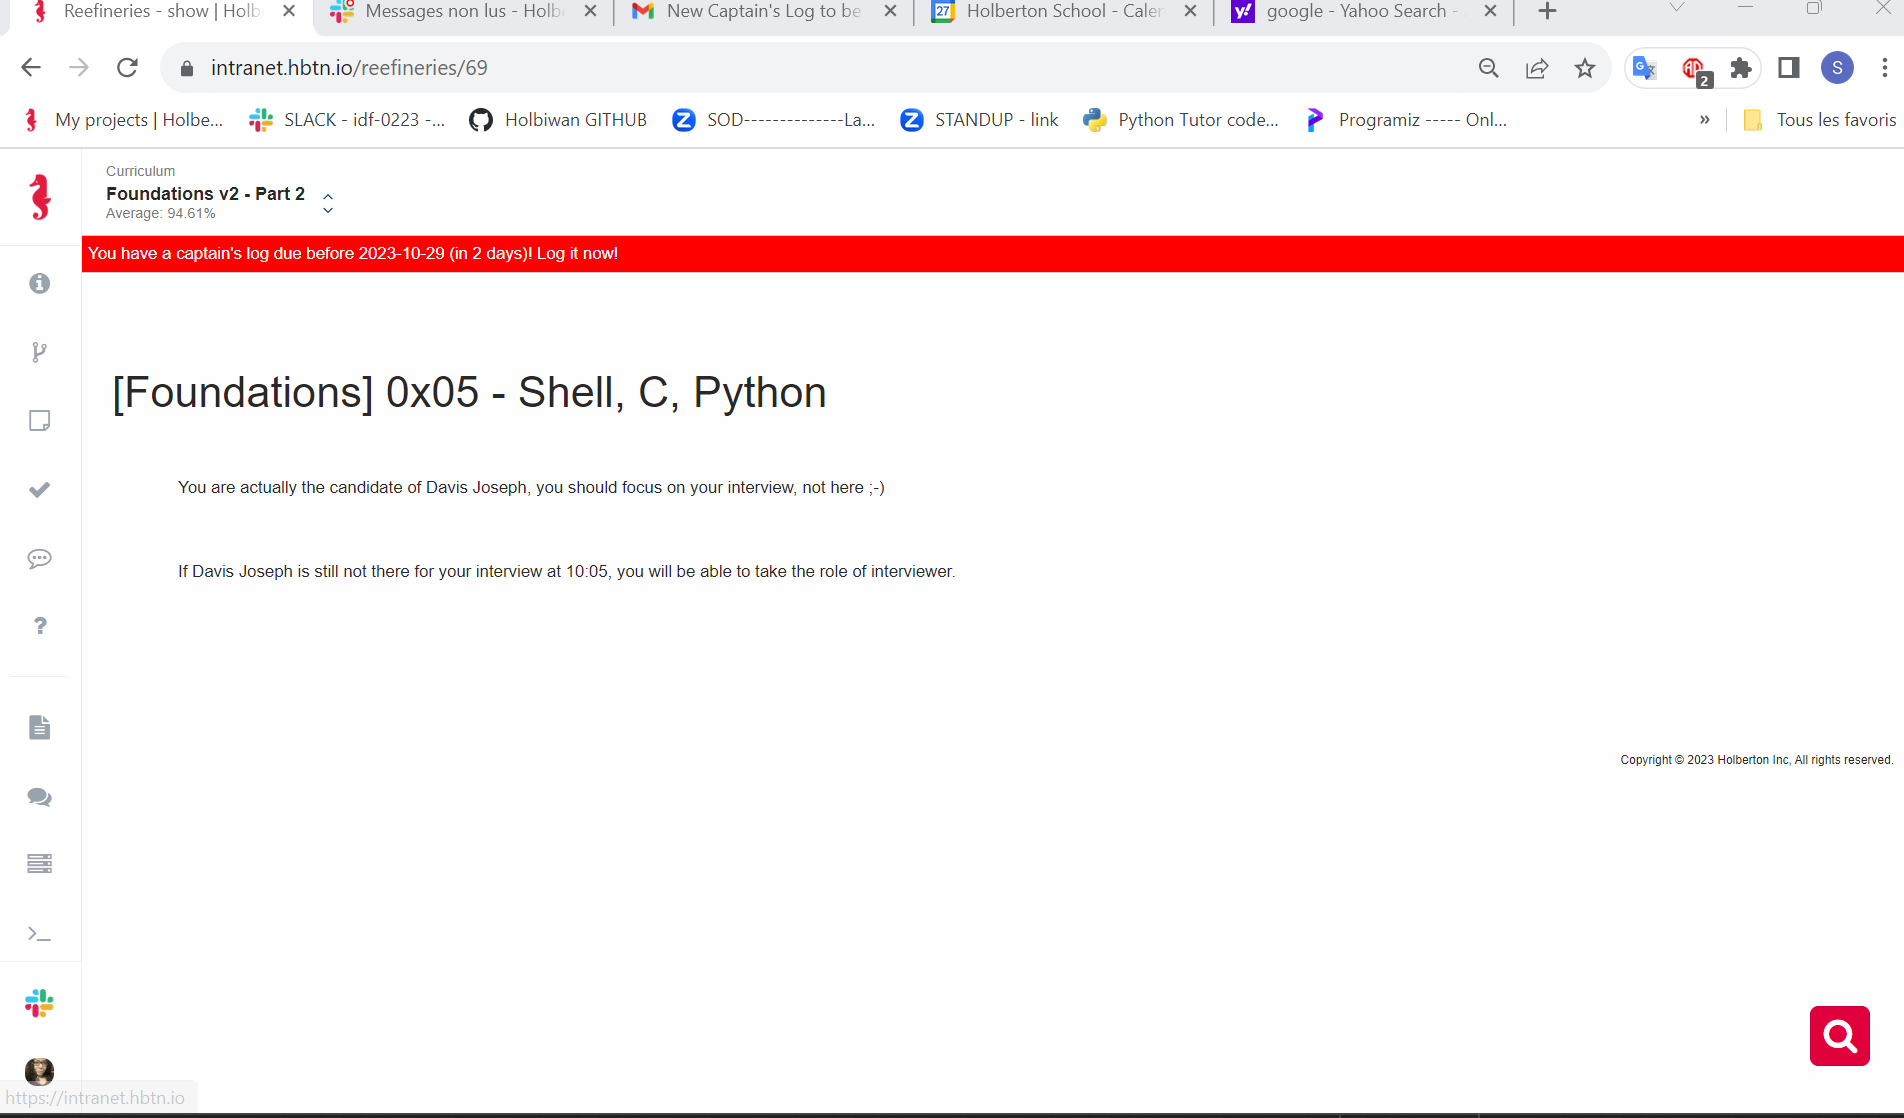 Reefineries - show | Holb
Messages non lus - Holb
New Captain's Log to be
27
Holberton School - Calen
y!
google - Yahoo Search -
intranet.hbtn.io/reefineries/69
2
S
My projects | Holbe...
SLACK - idf-0223 -...
Holbiwan GITHUB
SOD--------------La...
STANDUP - link
Python Tutor code...
Programiz ----- Onl...
»
Tous les favoris
Curriculum
Foundations v2 - Part 2
Average: 94.61%
You have a captain's log due before 2023-10-29 (in 2 days)! Log it now!
[Foundations] 0x05 - Shell, C, Python
You are actually the candidate of Davis Joseph, you should focus on your interview, not here ;-)
If Davis Joseph is still not there for your interview at 10:05, you will be able to take the role of interviewer.
Copyright © 2023 Holberton Inc, All rights reserved.
https://intranet.hbtn.io